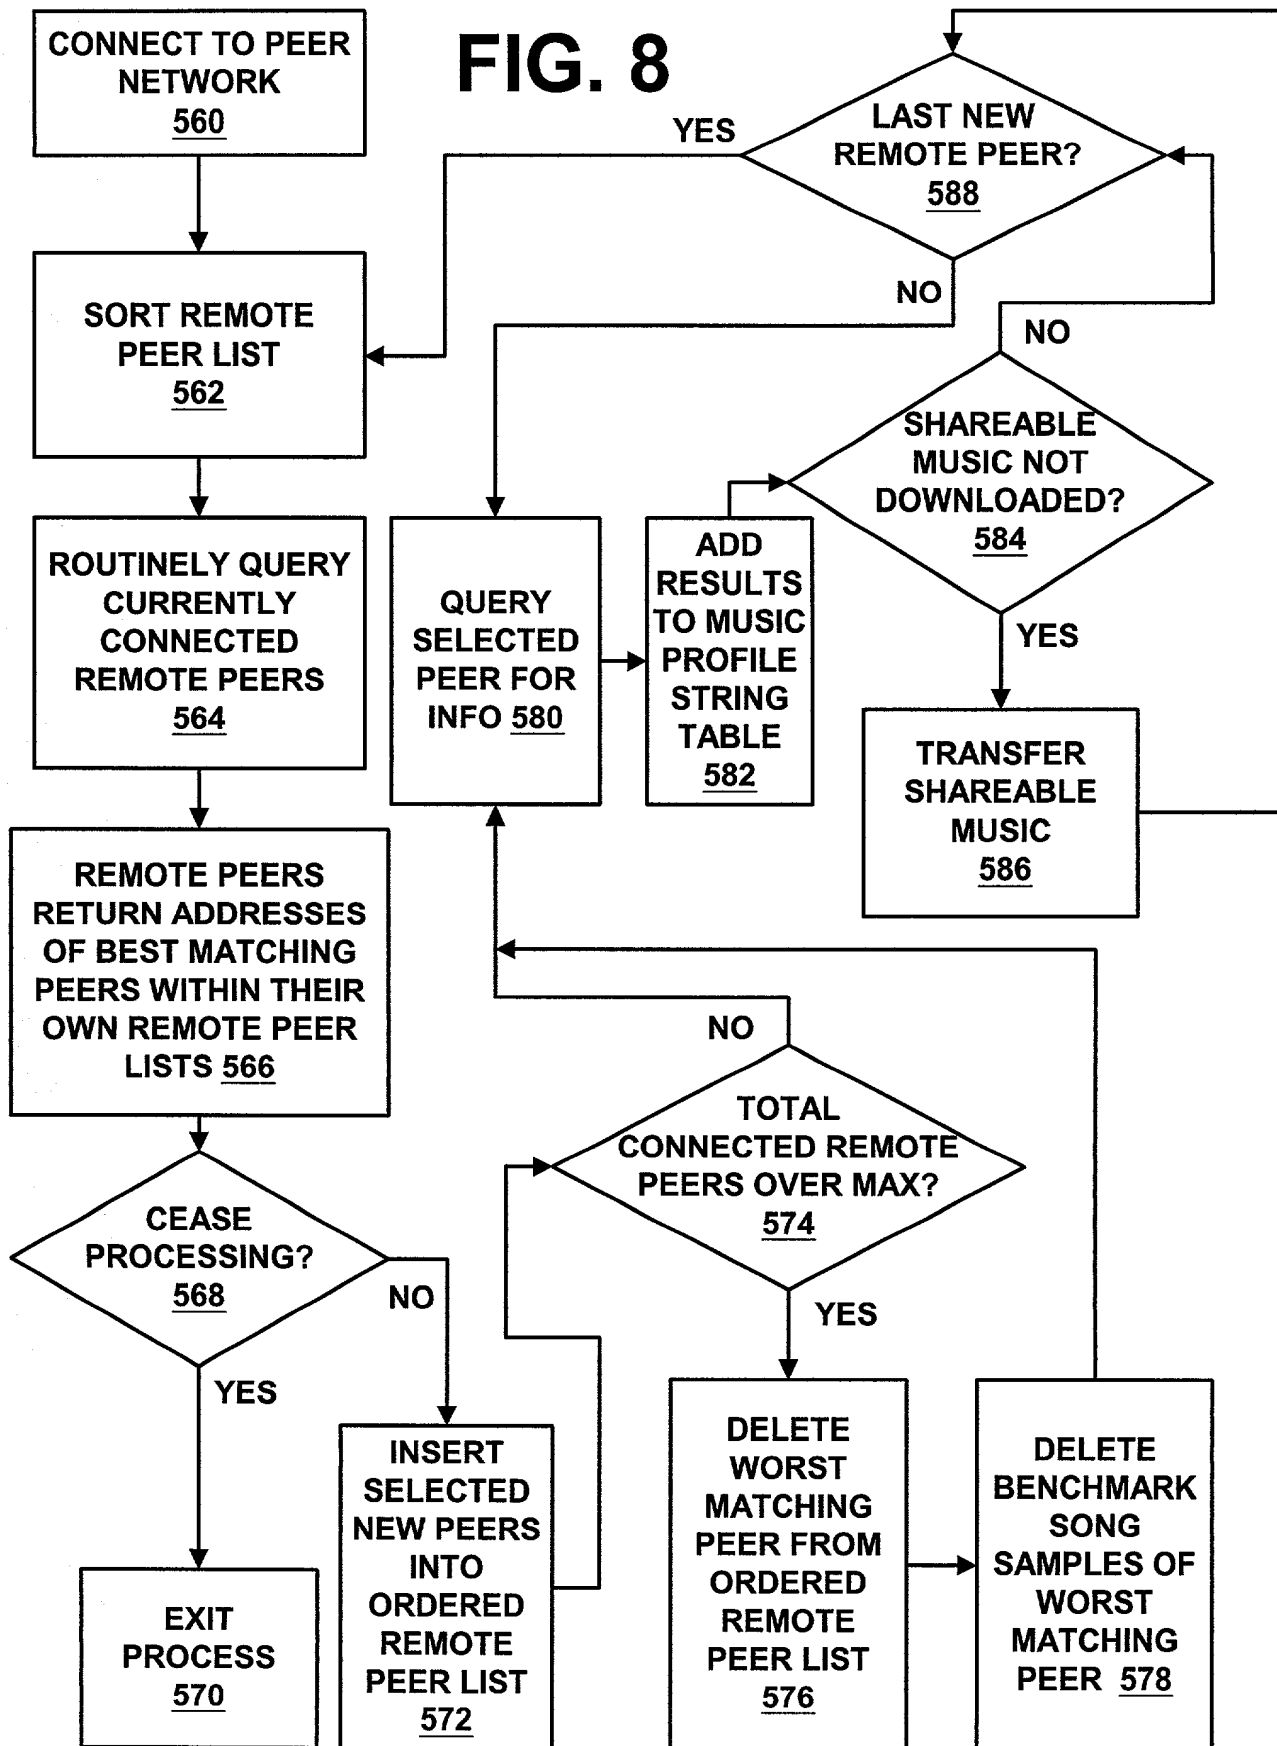 FIG. 8
CONNECT TO PEER
NETWORK
560
SORT REMOTE
PEER LIST
562
ROUTINELY QUERY
CURRENTLY
CONNECTED
REMOTE PEERS
564
REMOTE PEERS
RETURN ADDRESSES
OF BEST MATCHING
PEERS WITHIN THEIR
OWN REMOTE PEER
LISTS 566
CEASE
PROCESSING?
568
NO
YES
EXIT
PROCESS
570
INSERT
SELECTED
NEW PEERS
INTO
ORDERED
REMOTE
PEER LIST
572
TOTAL
CONNECTED REMOTE
PEERS OVER MAX?
574
NO
YES
DELETE
WORST
MATCHING
PEER FROM
ORDERED
REMOTE
PEER LIST
576
DELETE
BENCHMARK
SONG
SAMPLES OF
WORST
MATCHING
PEER 578
QUERY
SELECTED
PEER FOR
INFO 580
ADD
RESULTS
TO MUSIC
PROFILE
STRING
TABLE
582
SHAREABLE
MUSIC NOT
DOWNLOADED?
584
NO
YES
TRANSFER
SHAREABLE
MUSIC
586
LAST NEW
REMOTE PEER?
588
YES
NO